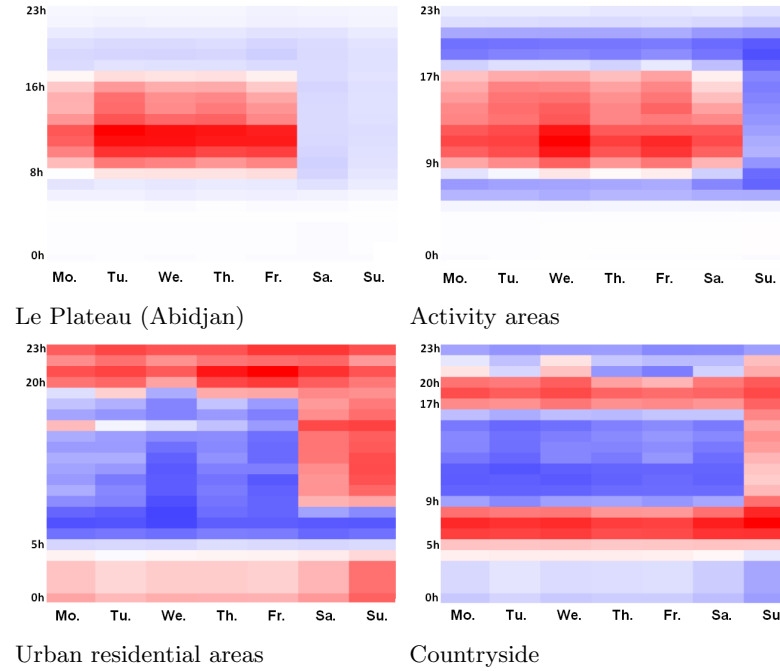 23h
16h
8h
0h
Mo. Tu. We. Th. Fr. Sa. Su.
Le Plateau (Abidjan)
23h
17h
9h
0h
Mo. Tu. We. Th. Fr. Sa. Su.
Activity areas
23h
20h
5h
0h
Mo. Tu. We. Th. Fr. Sa. Su.
Urban residential areas
23h
20h
17h
9h
5h
0h
Mo. Tu. We. Th. Fr. Sa. Su
Countryside